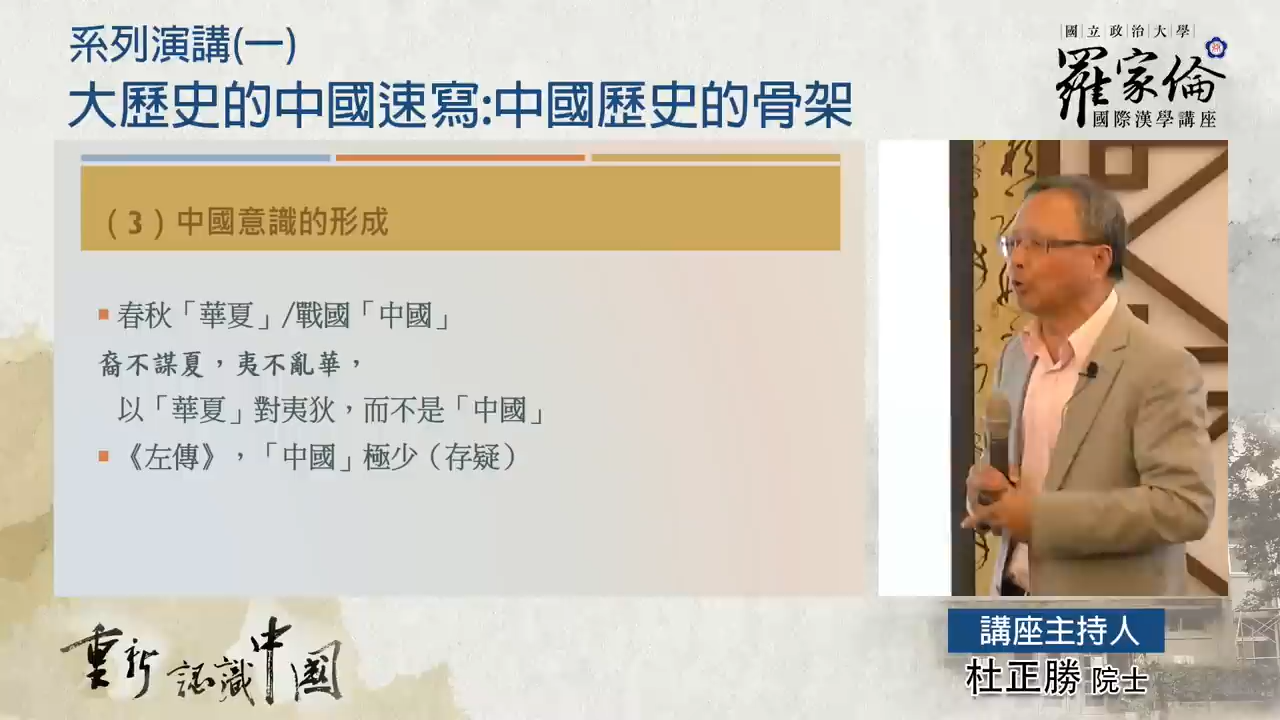 系列演講(一)
大歷史的中國速寫:中國歷史的骨架
國立政治大學
羅家倫
國際漢學講座
（3）中國意識的形成
春秋「華夏」/戰國「中國」
裔不謀夏，夷不亂華，
以「華夏」對夷狄，而不是「中國」
《左傳》，「中國」極少（存疑）
重新認識中國
講座主持人
杜正勝 院士